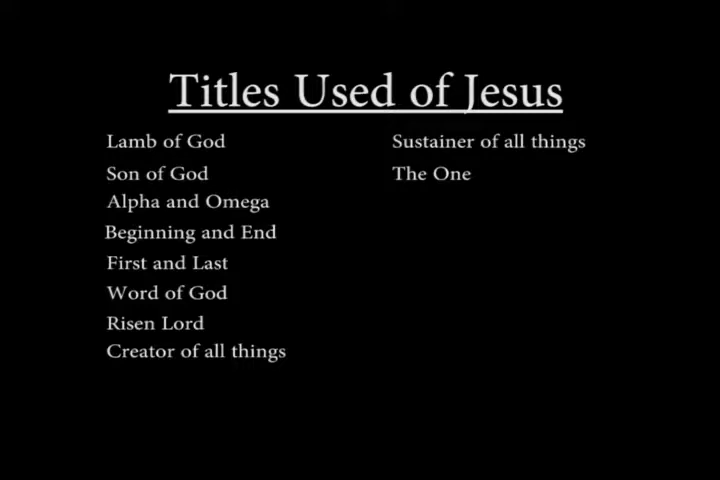 Titles Used of Jesus
Lamb of God
Son of God
Alpha and Omega
Beginning and End
First and Last
Word of God
Risen Lord
Creator of all things
Sustainer of all things
The One